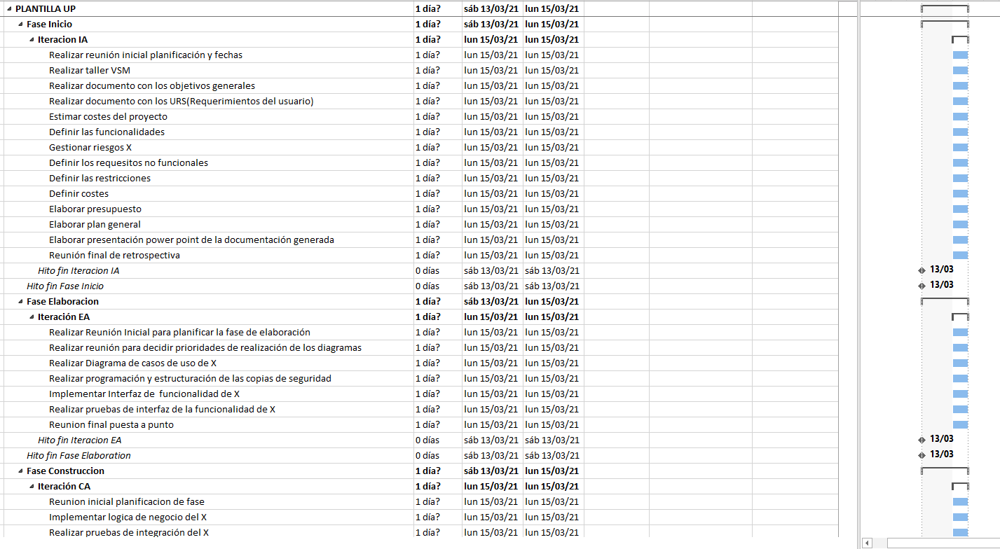 PLANTILLA UP 1 día? sáb 13/03/21 lun 15/03/21
Fase Inicio 1 día? sáb 13/03/21 lun 15/03/21
Iteracion IA 1 día? lun 15/03/21 lun 15/03/21
Realizar reunión inicial planificación y fechas 1 día? lun 15/03/21 lun 15/03/21
Realizar taller VSM 1 día? lun 15/03/21 lun 15/03/21
Realizar documento con los objetivos generales 1 día? lun 15/03/21 lun 15/03/21
Realizar documento con los URS(Requerimientos del usuario) 1 día? lun 15/03/21 lun 15/03/21
Estimar costes del proyecto 1 día? lun 15/03/21 lun 15/03/21
Definir las funcionalidades 1 día? lun 15/03/21 lun 15/03/21
Gestionar riesgos X 1 día? lun 15/03/21 lun 15/03/21
Definir los requesitos no funcionales 1 día? lun 15/03/21 lun 15/03/21
Definir las restricciones 1 día? lun 15/03/21 lun 15/03/21
Definir costes 1 día? lun 15/03/21 lun 15/03/21
Elaborar presupuesto 1 día? lun 15/03/21 lun 15/03/21
Elaborar plan general 1 día? lun 15/03/21 lun 15/03/21
Elaborar presentación power point de la documentación generada 1 día? lun 15/03/21 lun 15/03/21
Reunión final de retrospectiva 1 día? lun 15/03/21 lun 15/03/21
Hito fin Iteracion IA 0 días sáb 13/03/21 sáb 13/03/21 13/03
Hito fin Fase Inicio 0 días sáb 13/03/21 sáb 13/03/21 13/03
Fase Elaboracion 1 día? sáb 13/03/21 lun 15/03/21
Iteración EA 1 día? lun 15/03/21 lun 15/03/21
Realizar Reunión Inicial para planificar la fase de elaboración 1 día? lun 15/03/21 lun 15/03/21
Realizar reunión para decidir prioridades de realización de los diagramas 1 día? lun 15/03/21 lun 15/03/21
Realizar Diagrama de casos de uso de X 1 día? lun 15/03/21 lun 15/03/21
Realizar programación y estructuración de las copias de seguridad 1 día? lun 15/03/21 lun 15/03/21
Implementar Interfaz de funcionalidad de X 1 día? lun 15/03/21 lun 15/03/21
Realizar pruebas de interfaz de la funcionalidad de X 1 día? lun 15/03/21 lun 15/03/21
Reunion final puesta a punto 1 día? lun 15/03/21 lun 15/03/21
Hito fin Iteracion EA 0 días sáb 13/03/21 sáb 13/03/21 13/03
Hito fin Fase Elaboration 0 días sáb 13/03/21 sáb 13/03/21 13/03
Fase Construccion 1 día? sáb 13/03/21 lun 15/03/21
Iteración CA 1 día? lun 15/03/21 lun 15/03/21
Reunion inicial planificacion de fase 1 día? lun 15/03/21 lun 15/03/21
Implementar logica de negocio del X 1 día? lun 15/03/21 lun 15/03/21
Realizar pruebas de integración del X 1 día? lun 15/03/21 lun 15/03/21